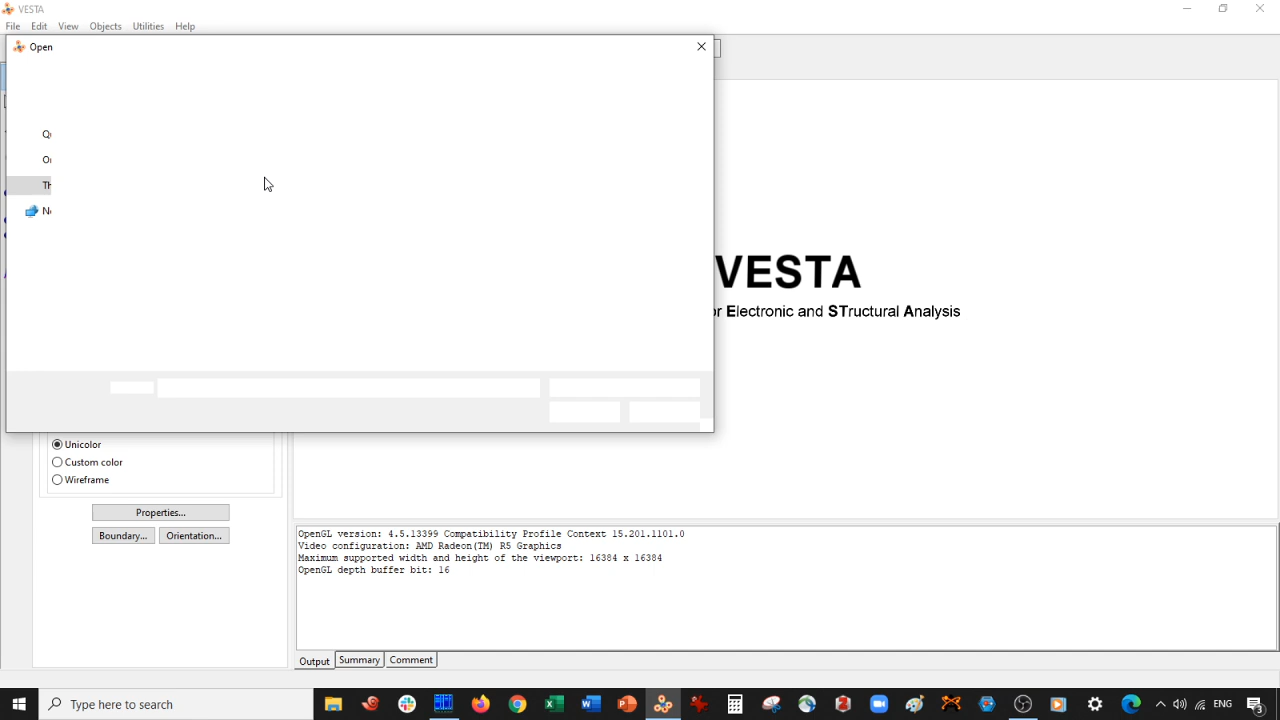 VESTA
File Edit View Objects Utilities Help
Open
VESTA
Electronic and STructural Analysis
Unicolor
Custom color
Wireframe
Properties...
Boundary... Orientation...
OpenGL version: 4.5.13399 Compatibility Profile Context 15.201.1101.0
Video configuration: AMD Radeon(TM) R5 Graphics
Maximum supported width and height of the viewport: 16384 x 16384
OpenGL depth buffer bit: 16
Output Summary Comment
Type here to search
ENG
3